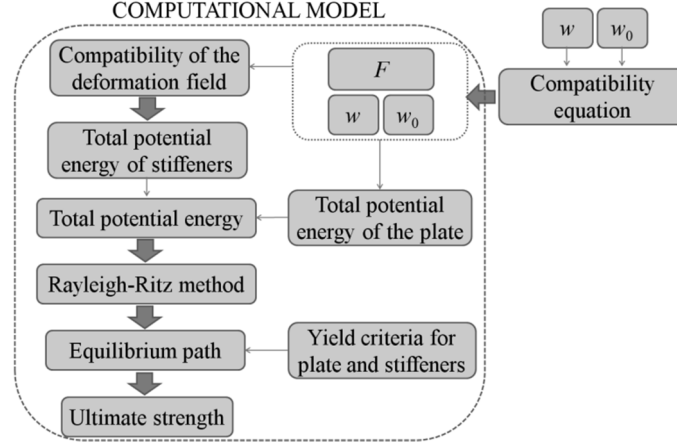 COMPUTATIONAL MODEL
w
w0
Compatibility of the
deformation field
F
w
w0
Compatibility
equation
Total potential
energy of stiffeners
Total potential energy
Total potential
energy of the plate
Rayleigh-Ritz method
Equilibrium path
Yield criteria for
plate and stiffeners
Ultimate strength